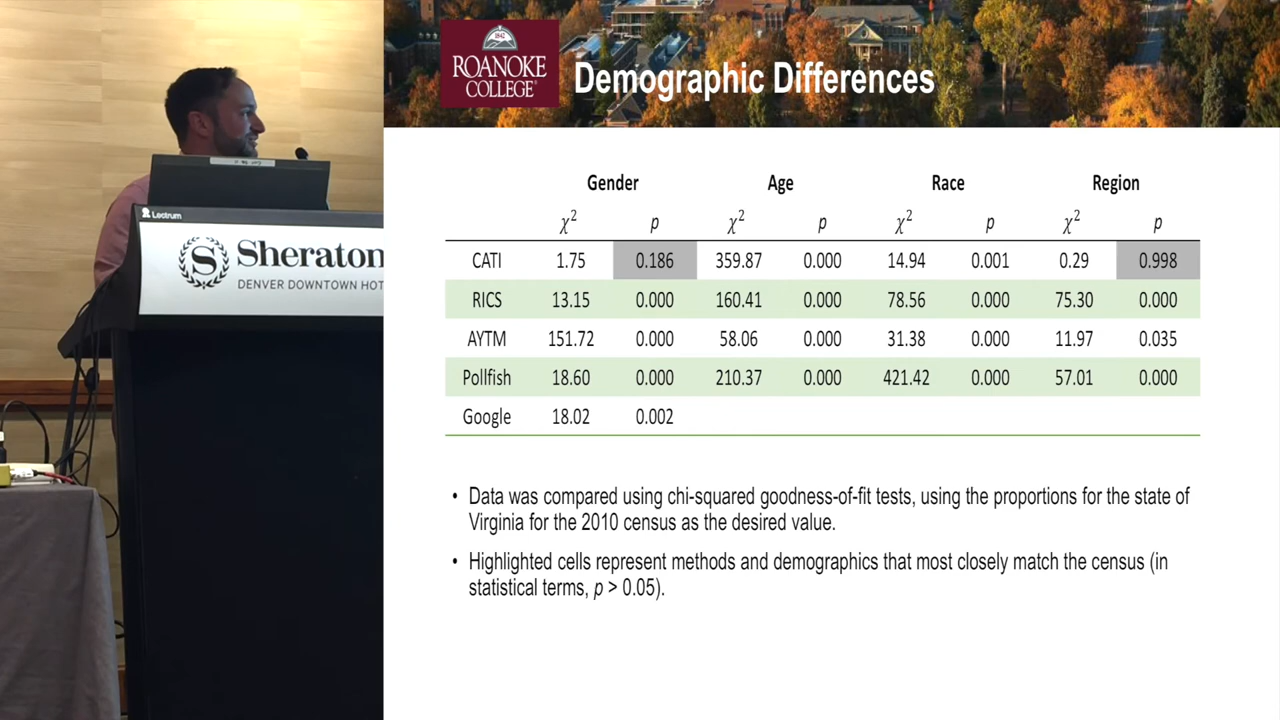 1842
ROANOKE
COLLEGE®
Demographic Differences
Gender Age Race Region
χ² p χ² p χ² p χ² p
CATI 1.75 0.186 359.87 0.000 14.94 0.001 0.29 0.998
RICS 13.15 0.000 160.41 0.000 78.56 0.000 75.30 0.000
AYTM 151.72 0.000 58.06 0.000 31.38 0.000 11.97 0.035
Pollfish 18.60 0.000 210.37 0.000 421.42 0.000 57.01 0.000
Google 18.02 0.002
• Data was compared using chi-squared goodness-of-fit tests, using the proportions for the state of
Virginia for the 2010 census as the desired value.
• Highlighted cells represent methods and demographics that most closely match the census (in
statistical terms, p > 0.05).
Lectrum
S
Sheraton
DENVER DOWNTOWN HOT